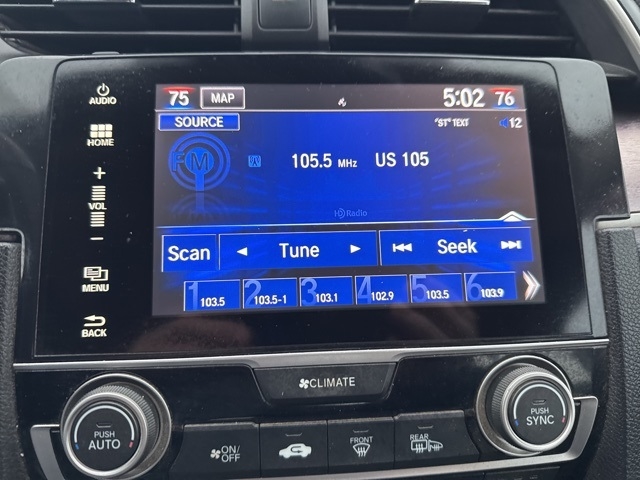 AUDIO
HOME
+
VOL
−
MENU
BACK
75 MAP 5:02 76
SOURCE "ST" TEXT 12
FM 105.5 MHz US 105
HD Radio
Scan ◄ Tune ► Seek
1 103.5
2 103.5-1
3 103.1
4 102.9
5 103.5
6 103.9
CLIMATE
PUSH
AUTO
ON/
OFF
FRONT
REAR
PUSH
SYNC